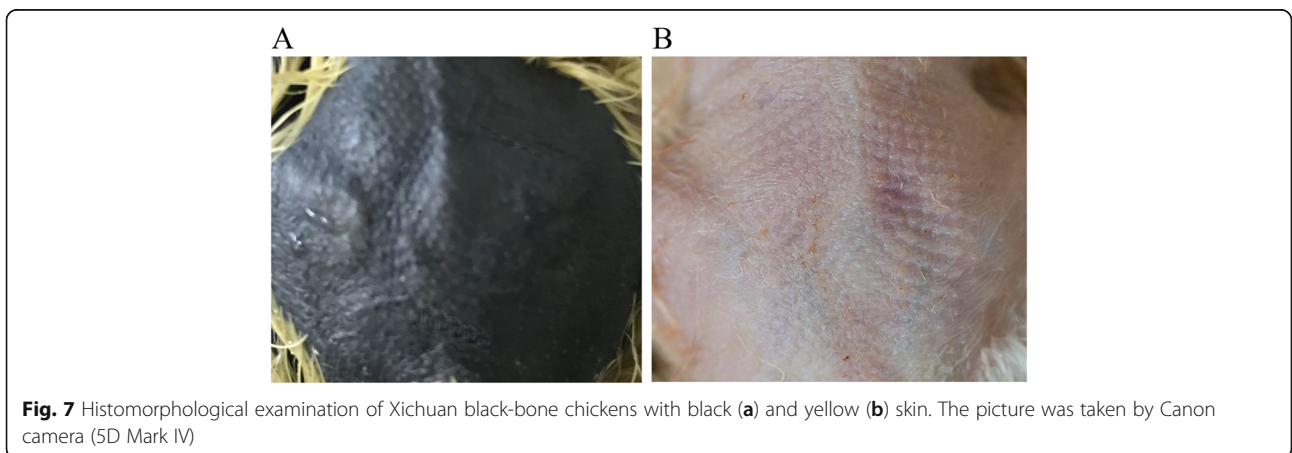 A
B
Fig. 7 Histomorphological examination of Xichuan black-bone chickens with black (a) and yellow (b) skin. The picture was taken by Canon
camera (5D Mark IV)